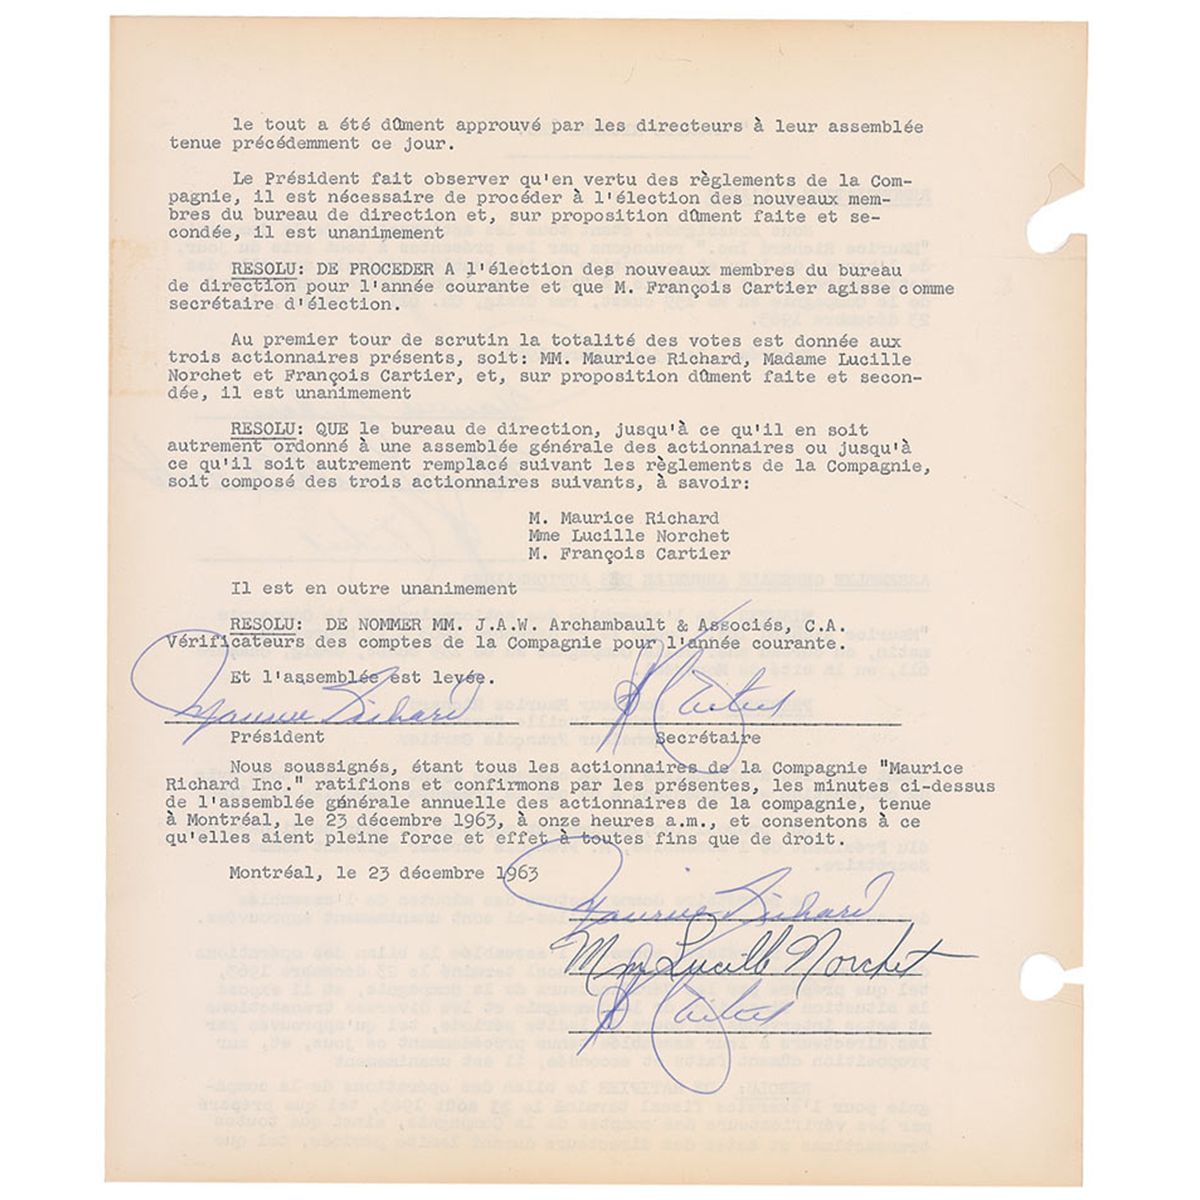 le tout a été dûment approuvé par les directeurs à leur assemblée
tenue précédemment ce jour.
Le Président fait observer qu'en vertu des règlements de la Com-
pagnie, il est nécessaire de procéder à l'élection des nouveaux mem-
bres du bureau de direction et, sur proposition dûment faite et se-
condée, il est unanimement
RESOLU: DE PROCEDER A l'élection des nouveaux membres du bureau
de direction pour l'année courante et que M. François Cartier agisse comme
secrétaire d'élection.
Au premier tour de scrutin la totalité des votes est donnée aux
trois actionnaires présents, soit: MM. Maurice Richard, Madame Lucille
Norchet et François Cartier, et, sur proposition dûment faite et secon-
dée, il est unanimement
RESOLU: QUE le bureau de direction, jusqu'à ce qu'il en soit
autrement ordonné à une assemblée générale des actionnaires ou jusqu'à
ce qu'il soit autrement remplacé suivant les règlements de la Compagnie,
soit composé des trois actionnaires suivants, à savoir:
M. Maurice Richard
Mme Lucille Norchet
M. François Cartier
Il est en outre unanimement
RESOLU: DE NOMMER MM. J.A.W. Archambault & Associés, C.A.
Vérificateurs des comptes de la Compagnie pour l'année courante.
Et l'assemblée est levée.
Maurice Richard Cartier
Président Secrétaire
Nous soussignés, étant tous les actionnaires de la Compagnie "Maurice
Richard Inc." ratifions et confirmons par les présentes, les minutes ci-dessus
de l'assemblée générale annuelle des actionnaires de la compagnie, tenue
à Montréal, le 23 décembre 1963, à onze heures a.m., et consentons à ce
qu'elles aient pleine force et effet à toutes fins que de droit.
Montréal, le 23 décembre 1963
Maurice Richard
Mme Lucille Norchet
Cartier